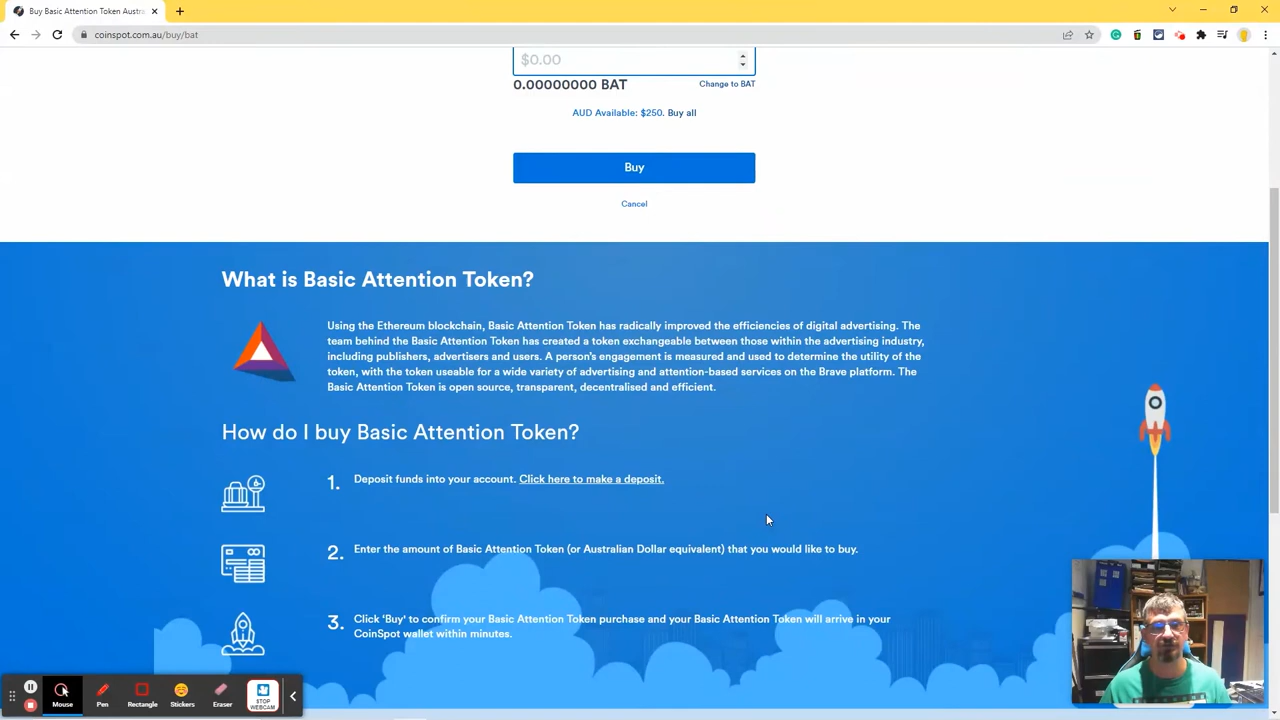 Buy Basic Attention Token Austra
coinspot.com.au/buy/bat
$0.00
0.00000000 BAT
Change to BAT
AUD Available: $250. Buy all
Buy
Cancel
What is Basic Attention Token?
Using the Ethereum blockchain, Basic Attention Token has radically improved the efficiencies of digital advertising. The
team behind the Basic Attention Token has created a token exchangeable between those within the advertising industry,
including publishers, advertisers and users. A person's engagement is measured and used to determine the utility of the
token, with the token useable for a wide variety of advertising and attention-based services on the Brave platform. The
Basic Attention Token is open source, transparent, decentralised and efficient.
How do I buy Basic Attention Token?
1. Deposit funds into your account. Click here to make a deposit.
2. Enter the amount of Basic Attention Token (or Australian Dollar equivalent) that you would like to buy.
3. Click 'Buy' to confirm your Basic Attention Token purchase and your Basic Attention Token will arrive in your
CoinSpot wallet within minutes.
Mouse
Pen
Rectangle
Stickers
Eraser
STOP
WEBCAM